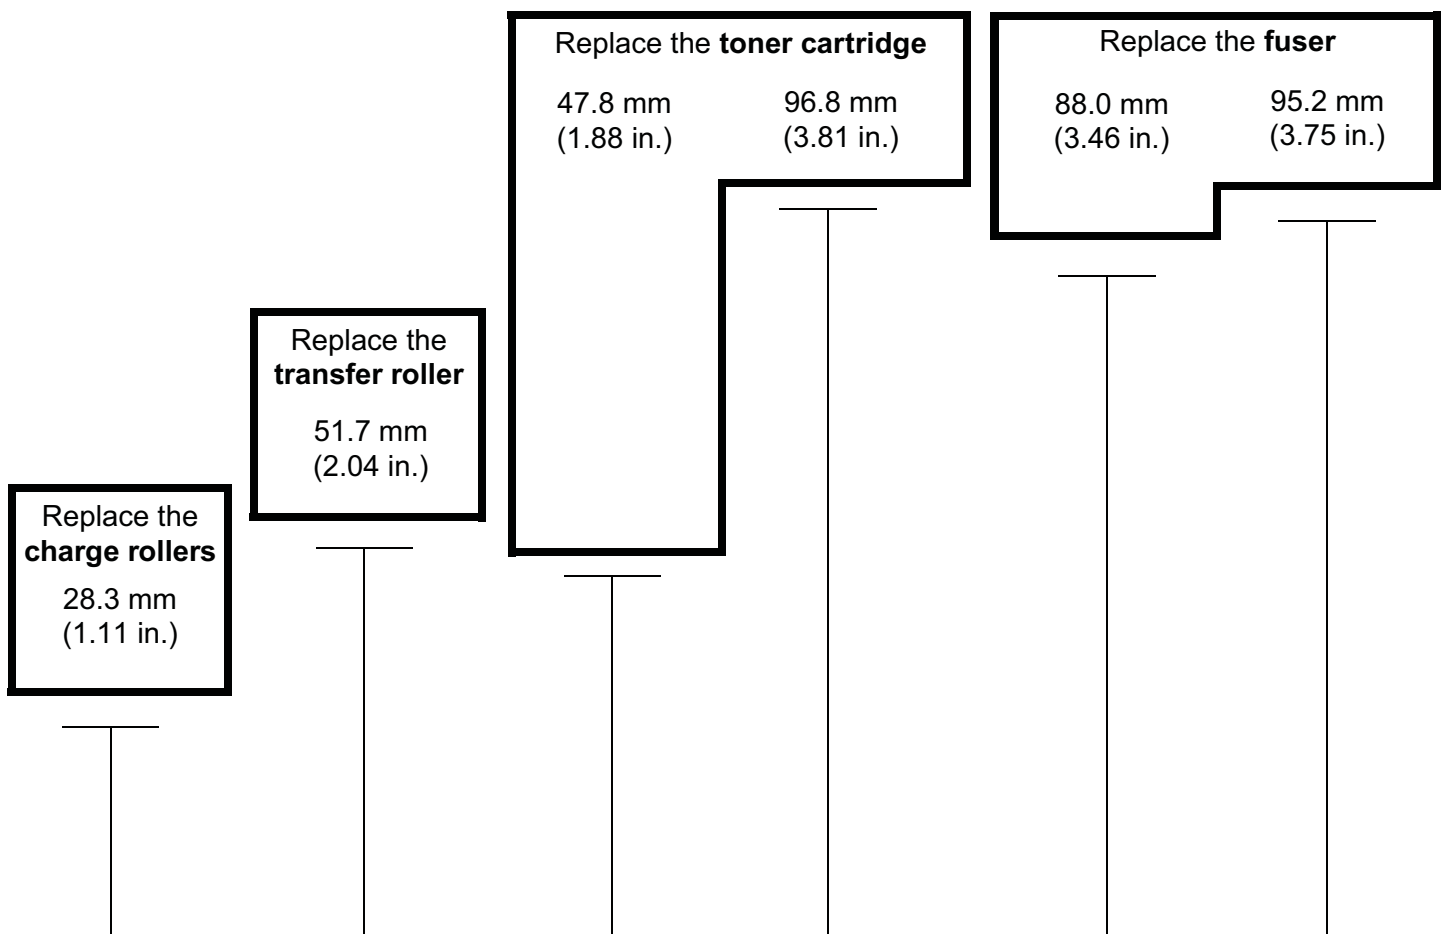 Replace the toner cartridge
47.8 mm
(1.88 in.)
96.8 mm
(3.81 in.)
Replace the fuser
88.0 mm
(3.46 in.)
95.2 mm
(3.75 in.)
Replace the
transfer roller
51.7 mm
(2.04 in.)
Replace the
charge rollers
28.3 mm
(1.11 in.)